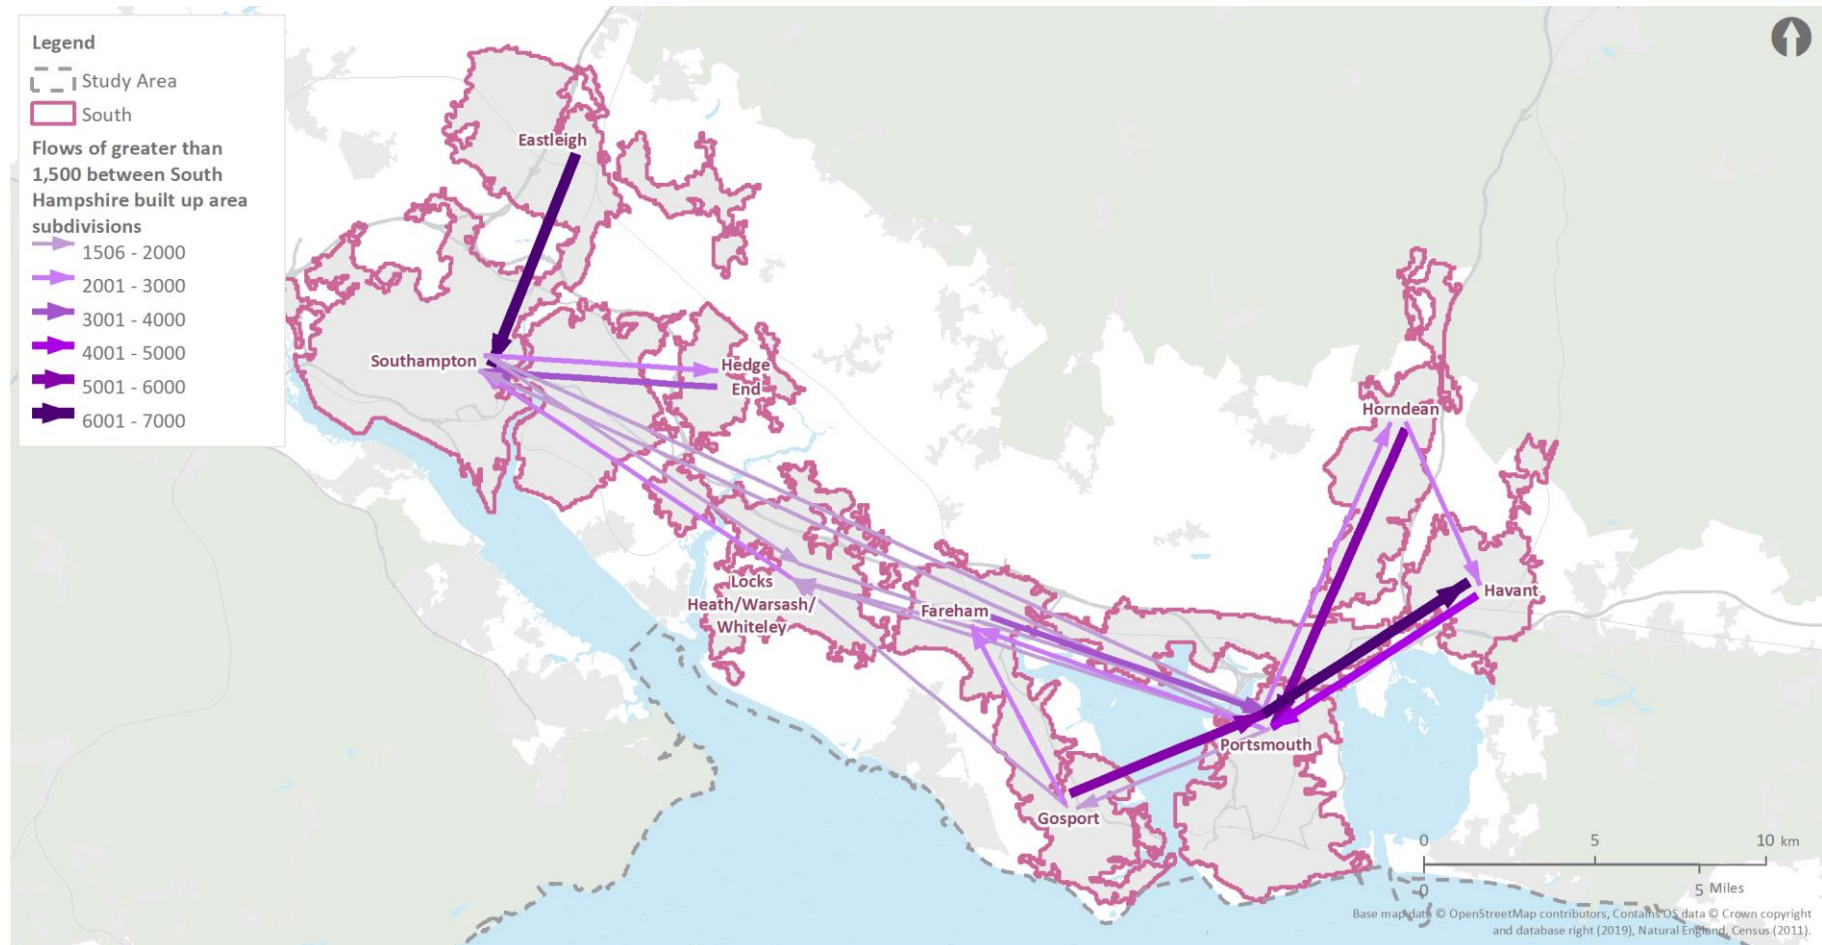 Legend
Study Area
South
Flows of greater than
1,500 between South
Hampshire built up area
subdivisions
1506 - 2000
2001 - 3000
3001 - 4000
4001 - 5000
5001 - 6000
6001 - 7000
Eastleigh
Southampton
Hedge
End
Horndean
Locks
Heath/Warsash/
Whiteley
Fareham
Havant
Portsmouth
Gosport
0 5 10 km
0 5 Miles
Base map data © OpenStreetMap contributors, Contains OS data © Crown copyright
and database right (2019), Natural England, Census (2011).